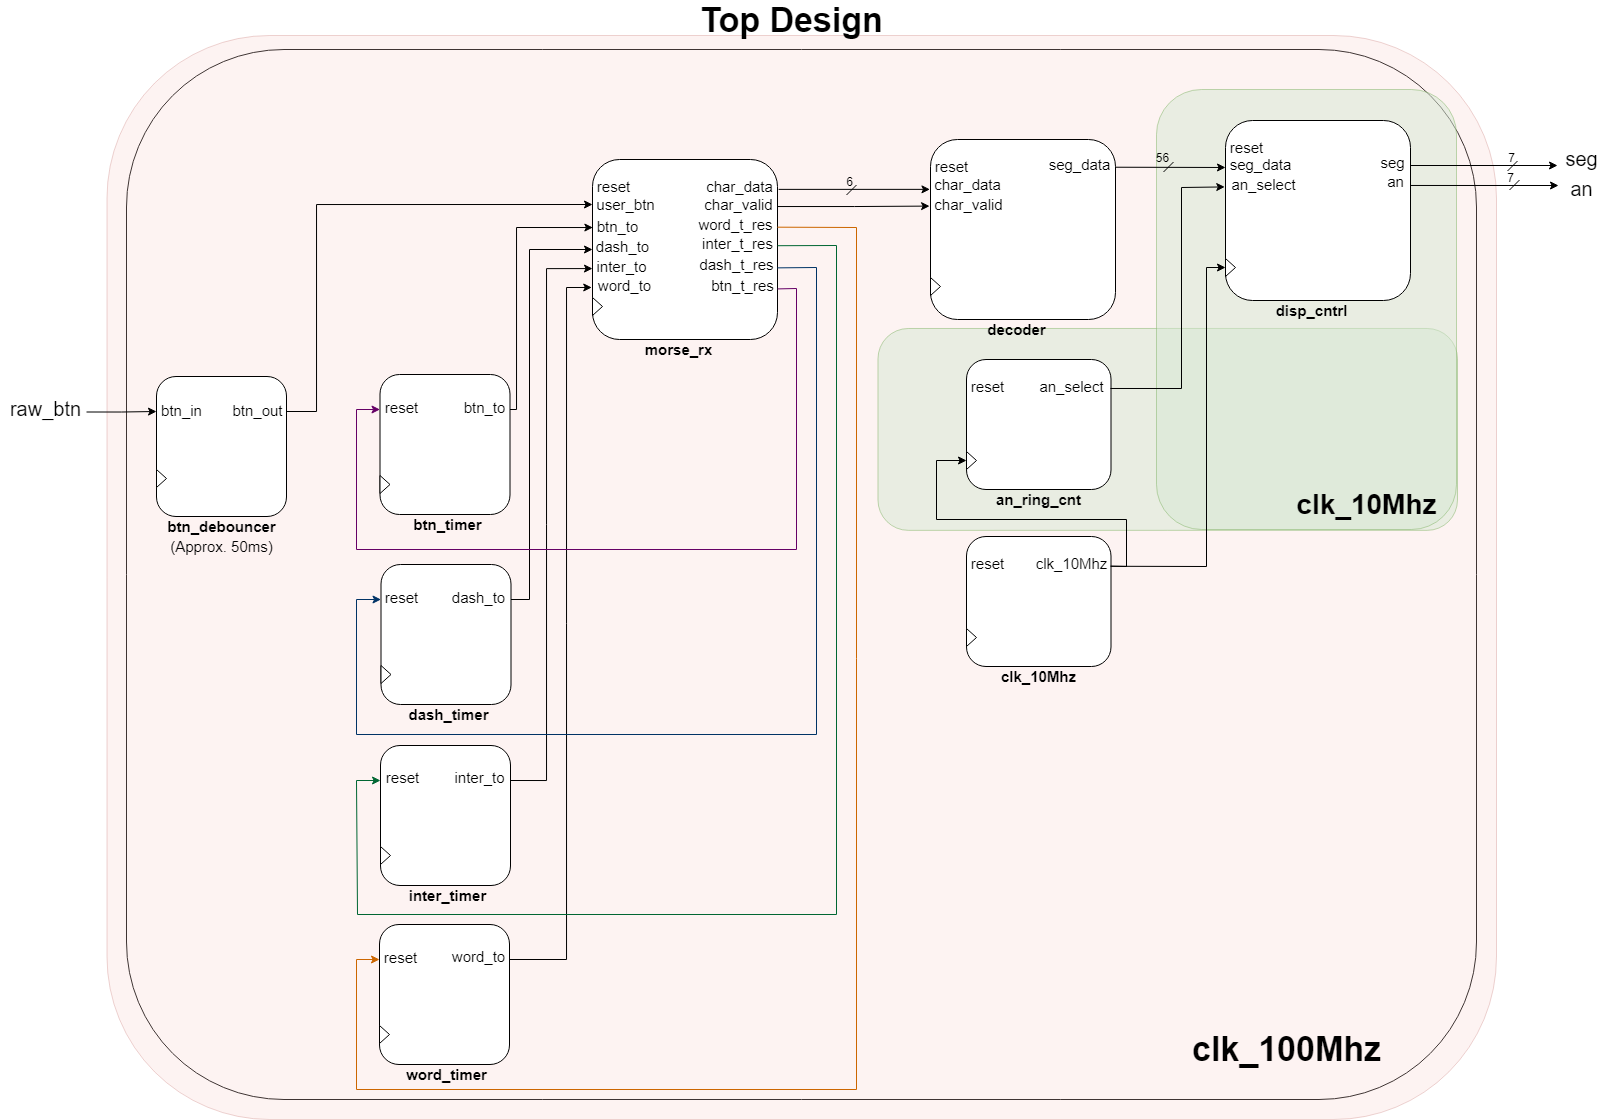 Top Design
raw_btn
btn_in btn_out
btn_debouncer
(Approx. 50ms)
reset btn_to
btn_timer
reset dash_to
dash_timer
reset inter_to
inter_timer
reset word_to
word_timer
reset char_data
user_btn char_valid
btn_to word_t_res
dash_to inter_t_res
inter_to dash_t_res
word_to btn_t_res
morse_rx
6
reset seg_data
char_data
char_valid
decoder
56
reset
seg_data seg
an_select an
disp_cntrl
7
seg
7
an
reset an_select
an_ring_cnt
clk_10Mhz
reset clk_10Mhz
clk_10Mhz
clk_100Mhz